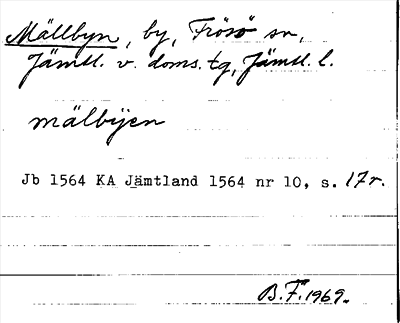 Mällbyn, by, Frösö sn,
Jämtl. v. doms. tg, Jämtl. l.
mälbijen
Jb 1564 KA Jämtland 1564 nr 10, s. 17r.
B.F. 1969.